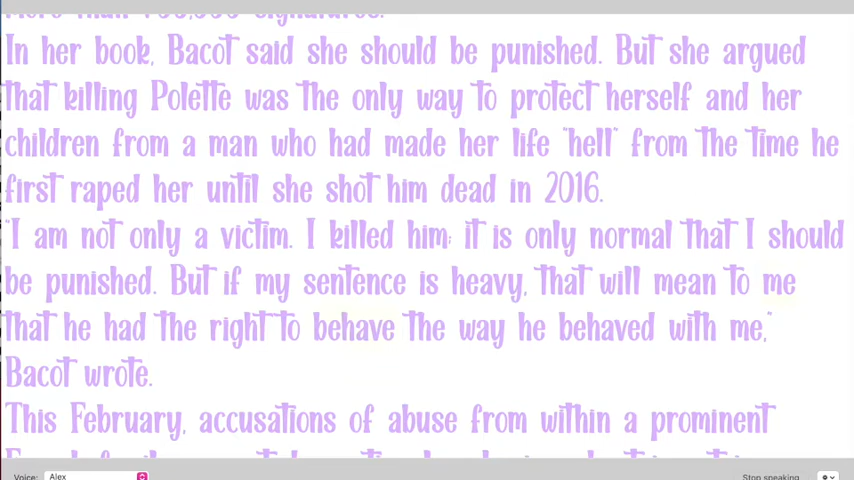 More than 
In her book, Bacot said she should be punished. But she argued
that killing Polette was the only way to protect herself and her
children from a man who had made her life "hell" from the time he
first raped her until she shot him dead in 2016.
"I am not only a victim. I killed him; it is only normal that I should
be punished. But if my sentence is heavy, that will mean to me
that he had the right to behave the way he behaved with me,"
Bacot wrote.
This February, accusations of abuse from within a prominent
Voice: Alex Stop speaking